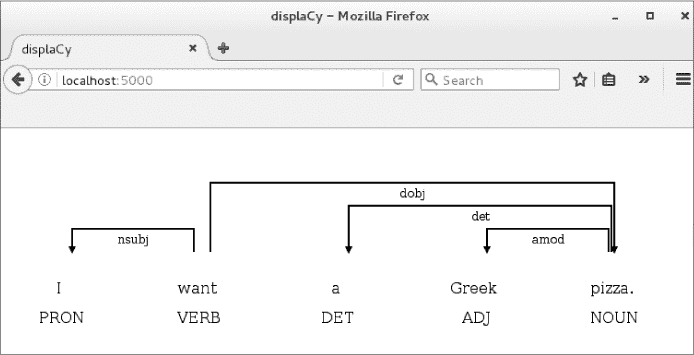 displaCy – Mozilla Firefox
displaCy
localhost:5000
Search
dobj
det
nsubj amod
I want a Greek pizza.
PRON VERB DET ADJ NOUN